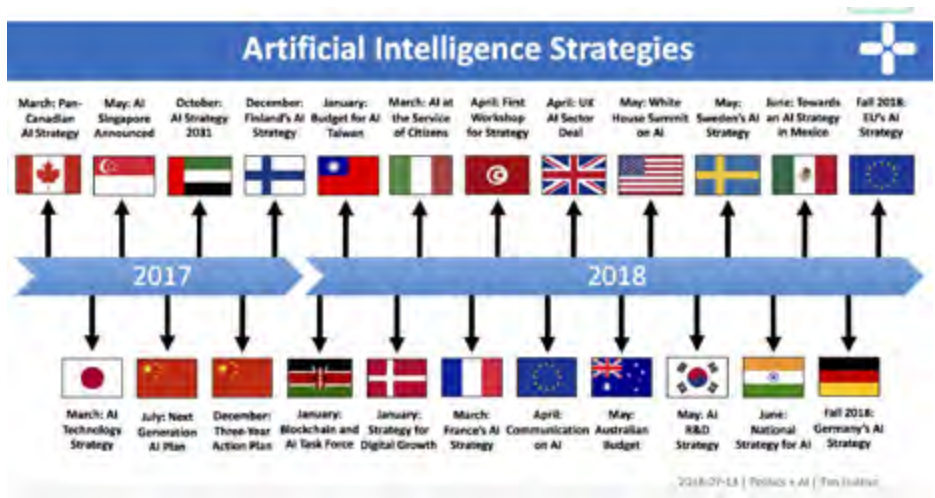 Artificial Intelligence Strategies
March: Pan-
Canadian
AI Strategy
May: AI
Singapore
Announced
October:
AI Strategy
2031
December:
Finland's AI
Strategy
January:
Budget for AI
Taiwan
March: AI at
the Service
of Citizens
April: First
Workshop
for Strategy
April: UK
AI Sector
Deal
May: White
House Summit
on AI
May:
Sweden's AI
Strategy
June: Towards
an AI Strategy
in Mexico
Fall 2018:
EU's AI
Strategy
2017
2018
March: AI
Technology
Strategy
July: Next
Generation
AI Plan
December:
Three-Year
Action Plan
January:
Blockchain and
AI Task Force
January:
Strategy for
Digital Growth
March:
France's AI
Strategy
April:
Communication
on AI
May:
Australian
Budget
May: AI
R&D
Strategy
June:
National
Strategy for AI
Fall 2018:
Germany's AI
Strategy
2018-07-13 | Politics + AI | Tim